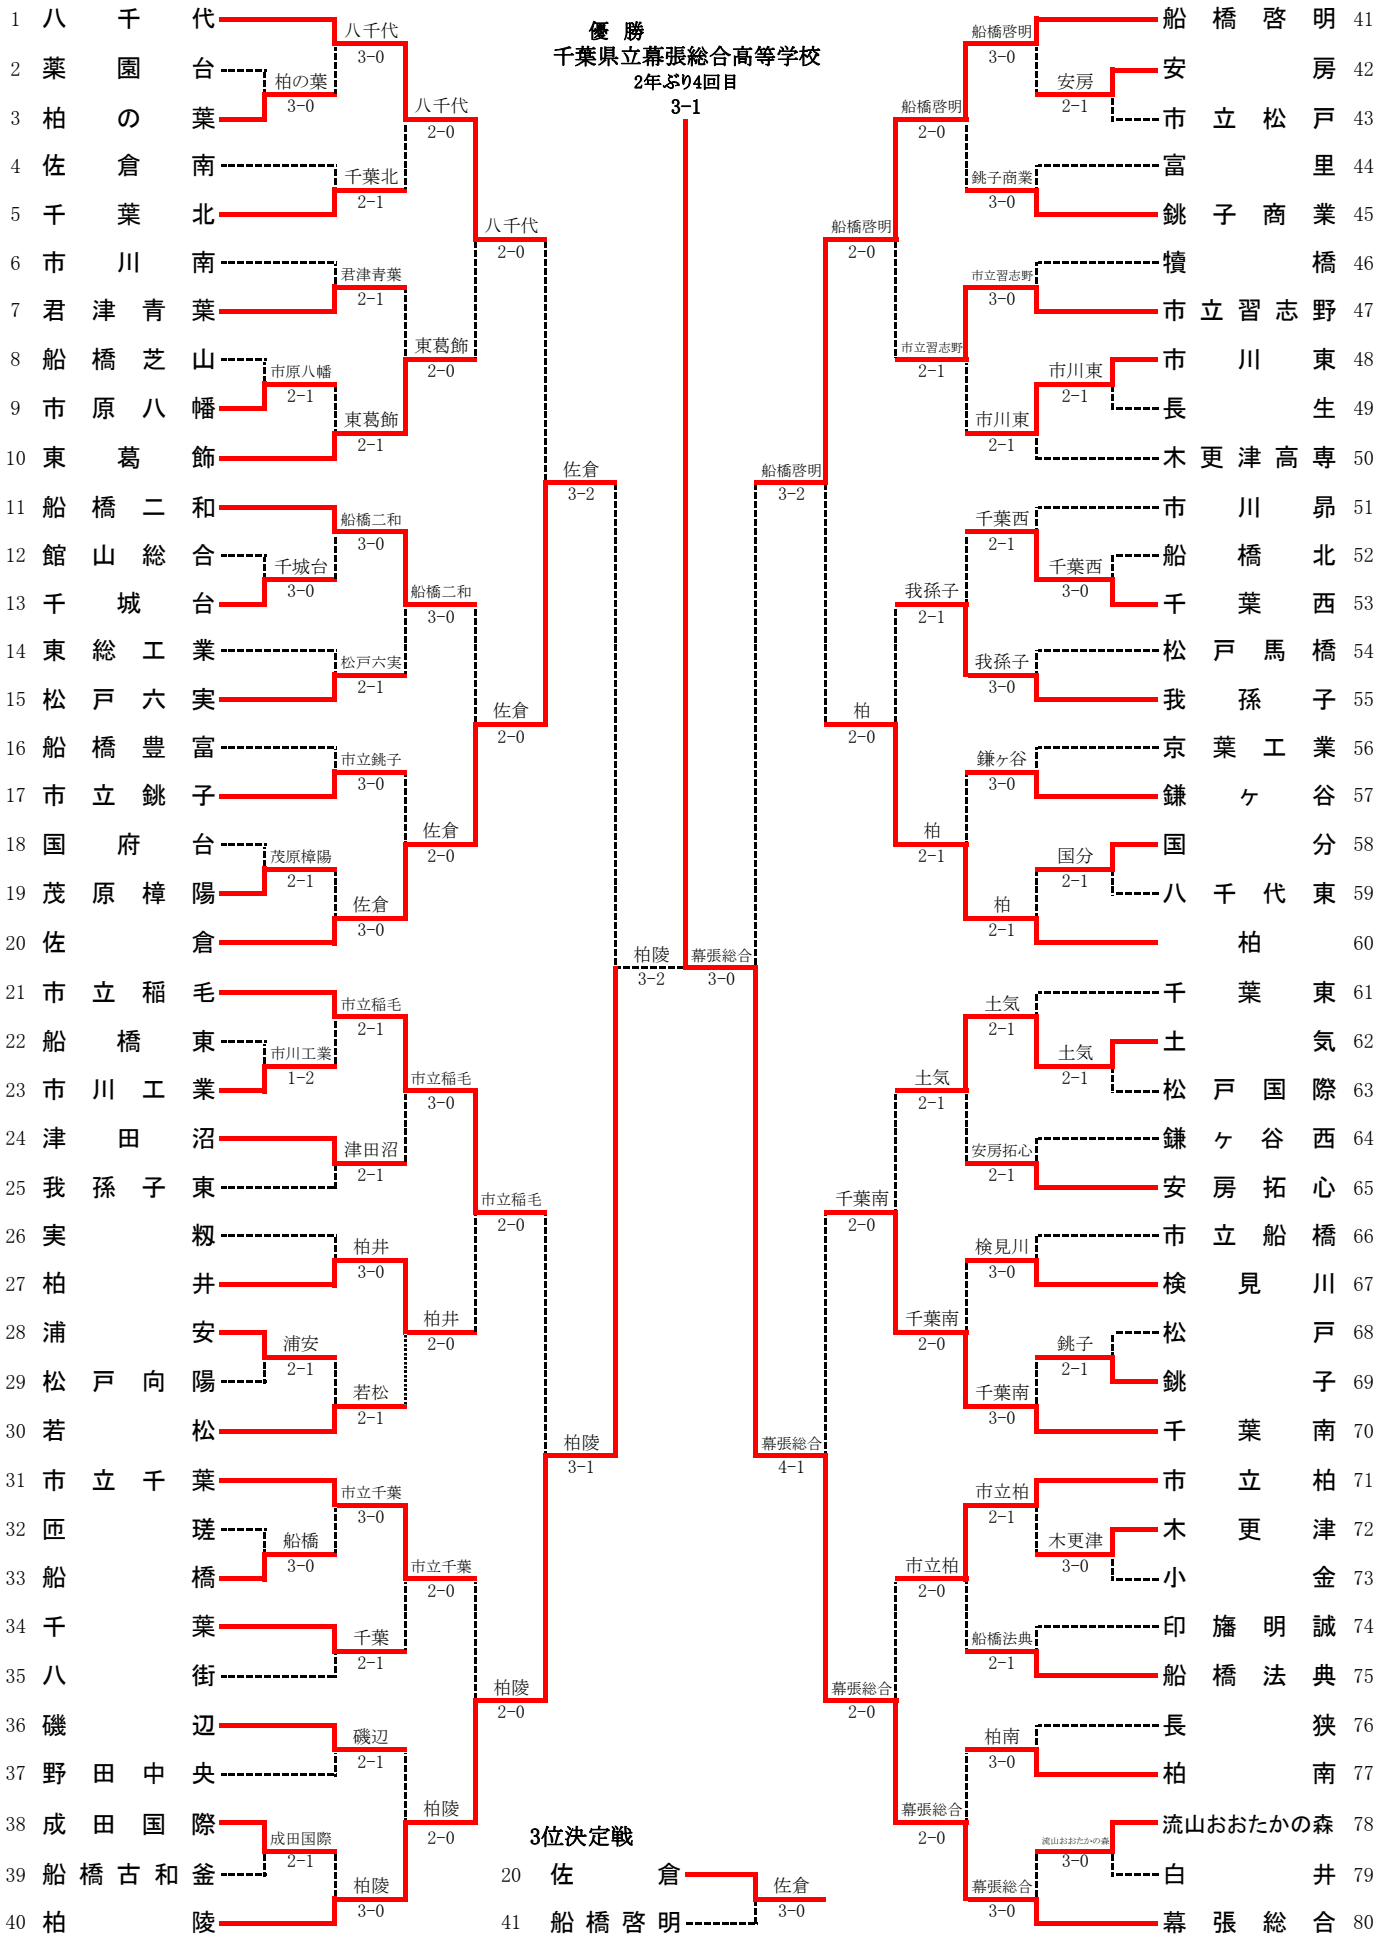 優勝
千葉県立幕張総合高等学校
2年ぶり4回目
3-1
1 八千代
2 薬園台
3 柏の葉
4 佐倉南
5 千葉北
6 市川南
7 君津青葉
8 船橋芝山
9 市原八幡
10 東葛飾
11 船橋二和
12 館山総合
13 千城台
14 東総工業
15 松戸六実
16 船橋豊富
17 市立銚子
18 国府台
19 茂原樟陽
20 佐倉
21 市立稲毛
22 船橋東
23 市川工業
24 津田沼
25 我孫子東
26 実籾
27 柏井
28 浦安
29 松戸向陽
30 若松
31 市立千葉
32 匝瑳
33 船橋
34 千葉
35 八街
36 磯辺
37 野田中央
38 成田国際
39 船橋古和釜
40 柏陵
柏の葉
3-0
市原八幡
2-1
千城台
3-0
茂原樟陽
2-1
市川工業
1-2
浦安
2-1
船橋
3-0
成田国際
2-1
八千代
3-0
千葉北
2-1
君津青葉
2-1
東葛飾
2-1
船橋二和
3-0
松戸六実
2-1
市立銚子
3-0
佐倉
3-0
市立稲毛
2-1
津田沼
2-1
柏井
3-0
若松
2-1
市立千葉
3-0
千葉
2-1
磯辺
2-1
柏陵
3-0
八千代
2-0
東葛飾
2-0
船橋二和
3-0
佐倉
2-0
市立稲毛
3-0
柏井
2-0
市立千葉
2-0
柏陵
2-0
八千代
2-0
佐倉
2-0
市立稲毛
2-0
柏陵
2-0
佐倉
3-2
柏陵
3-1
柏陵
3-2
幕張総合
3-0
船橋啓明
3-2
幕張総合
4-1
船橋啓明
2-0
柏
2-0
千葉南
2-0
幕張総合
2-0
船橋啓明
2-0
市立習志野
2-1
我孫子
2-1
柏
2-1
土気
2-1
千葉南
2-0
市立柏
2-0
幕張総合
2-0
船橋啓明
3-0
銚子商業
3-0
市立習志野
3-0
市川東
2-1
千葉西
2-1
我孫子
3-0
鎌ヶ谷
3-0
柏
2-1
土気
2-1
安房拓心
2-1
検見川
3-0
千葉南
3-0
市立柏
2-1
船橋法典
2-1
柏南
3-0
幕張総合
3-0
安房
2-1
市川東
2-1
千葉西
3-0
国分
2-1
土気
2-1
銚子
2-1
木更津
3-0
流山おおたかの森
3-0
船橋啓明 41
安房 42
市立松戸 43
富里 44
銚子商業 45
犢橋 46
市立習志野 47
市川東 48
長生 49
木更津高専 50
市川昴 51
船橋北 52
千葉西 53
松戸馬橋 54
我孫子 55
京葉工業 56
鎌ヶ谷 57
国分 58
八千代東 59
柏 60
千葉東 61
土気 62
松戸国際 63
鎌ヶ谷西 64
安房拓心 65
市立船橋 66
検見川 67
松戸 68
銚子 69
千葉南 70
市立柏 71
木更津 72
小金 73
印旛明誠 74
船橋法典 75
長狭 76
柏南 77
流山おおたかの森 78
白井 79
幕張総合 80
3位決定戦
20 佐倉
41 船橋啓明
佐倉
3-0